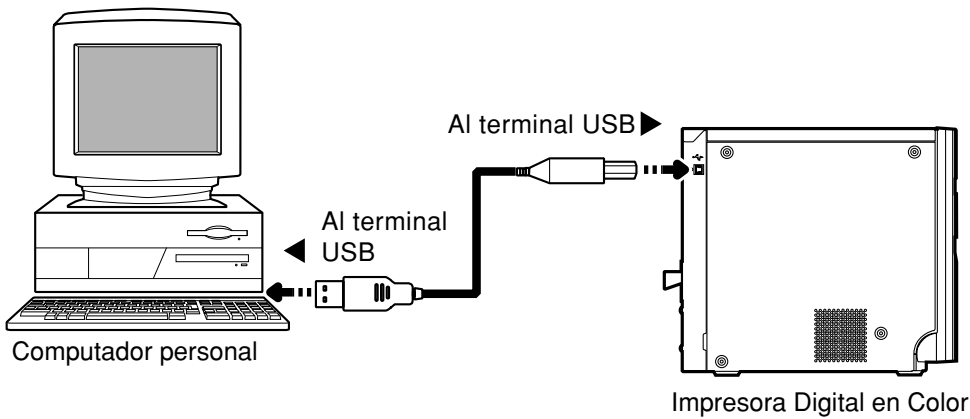 Al terminal USB
Al terminal
USB
Computador personal
Impresora Digital en Color